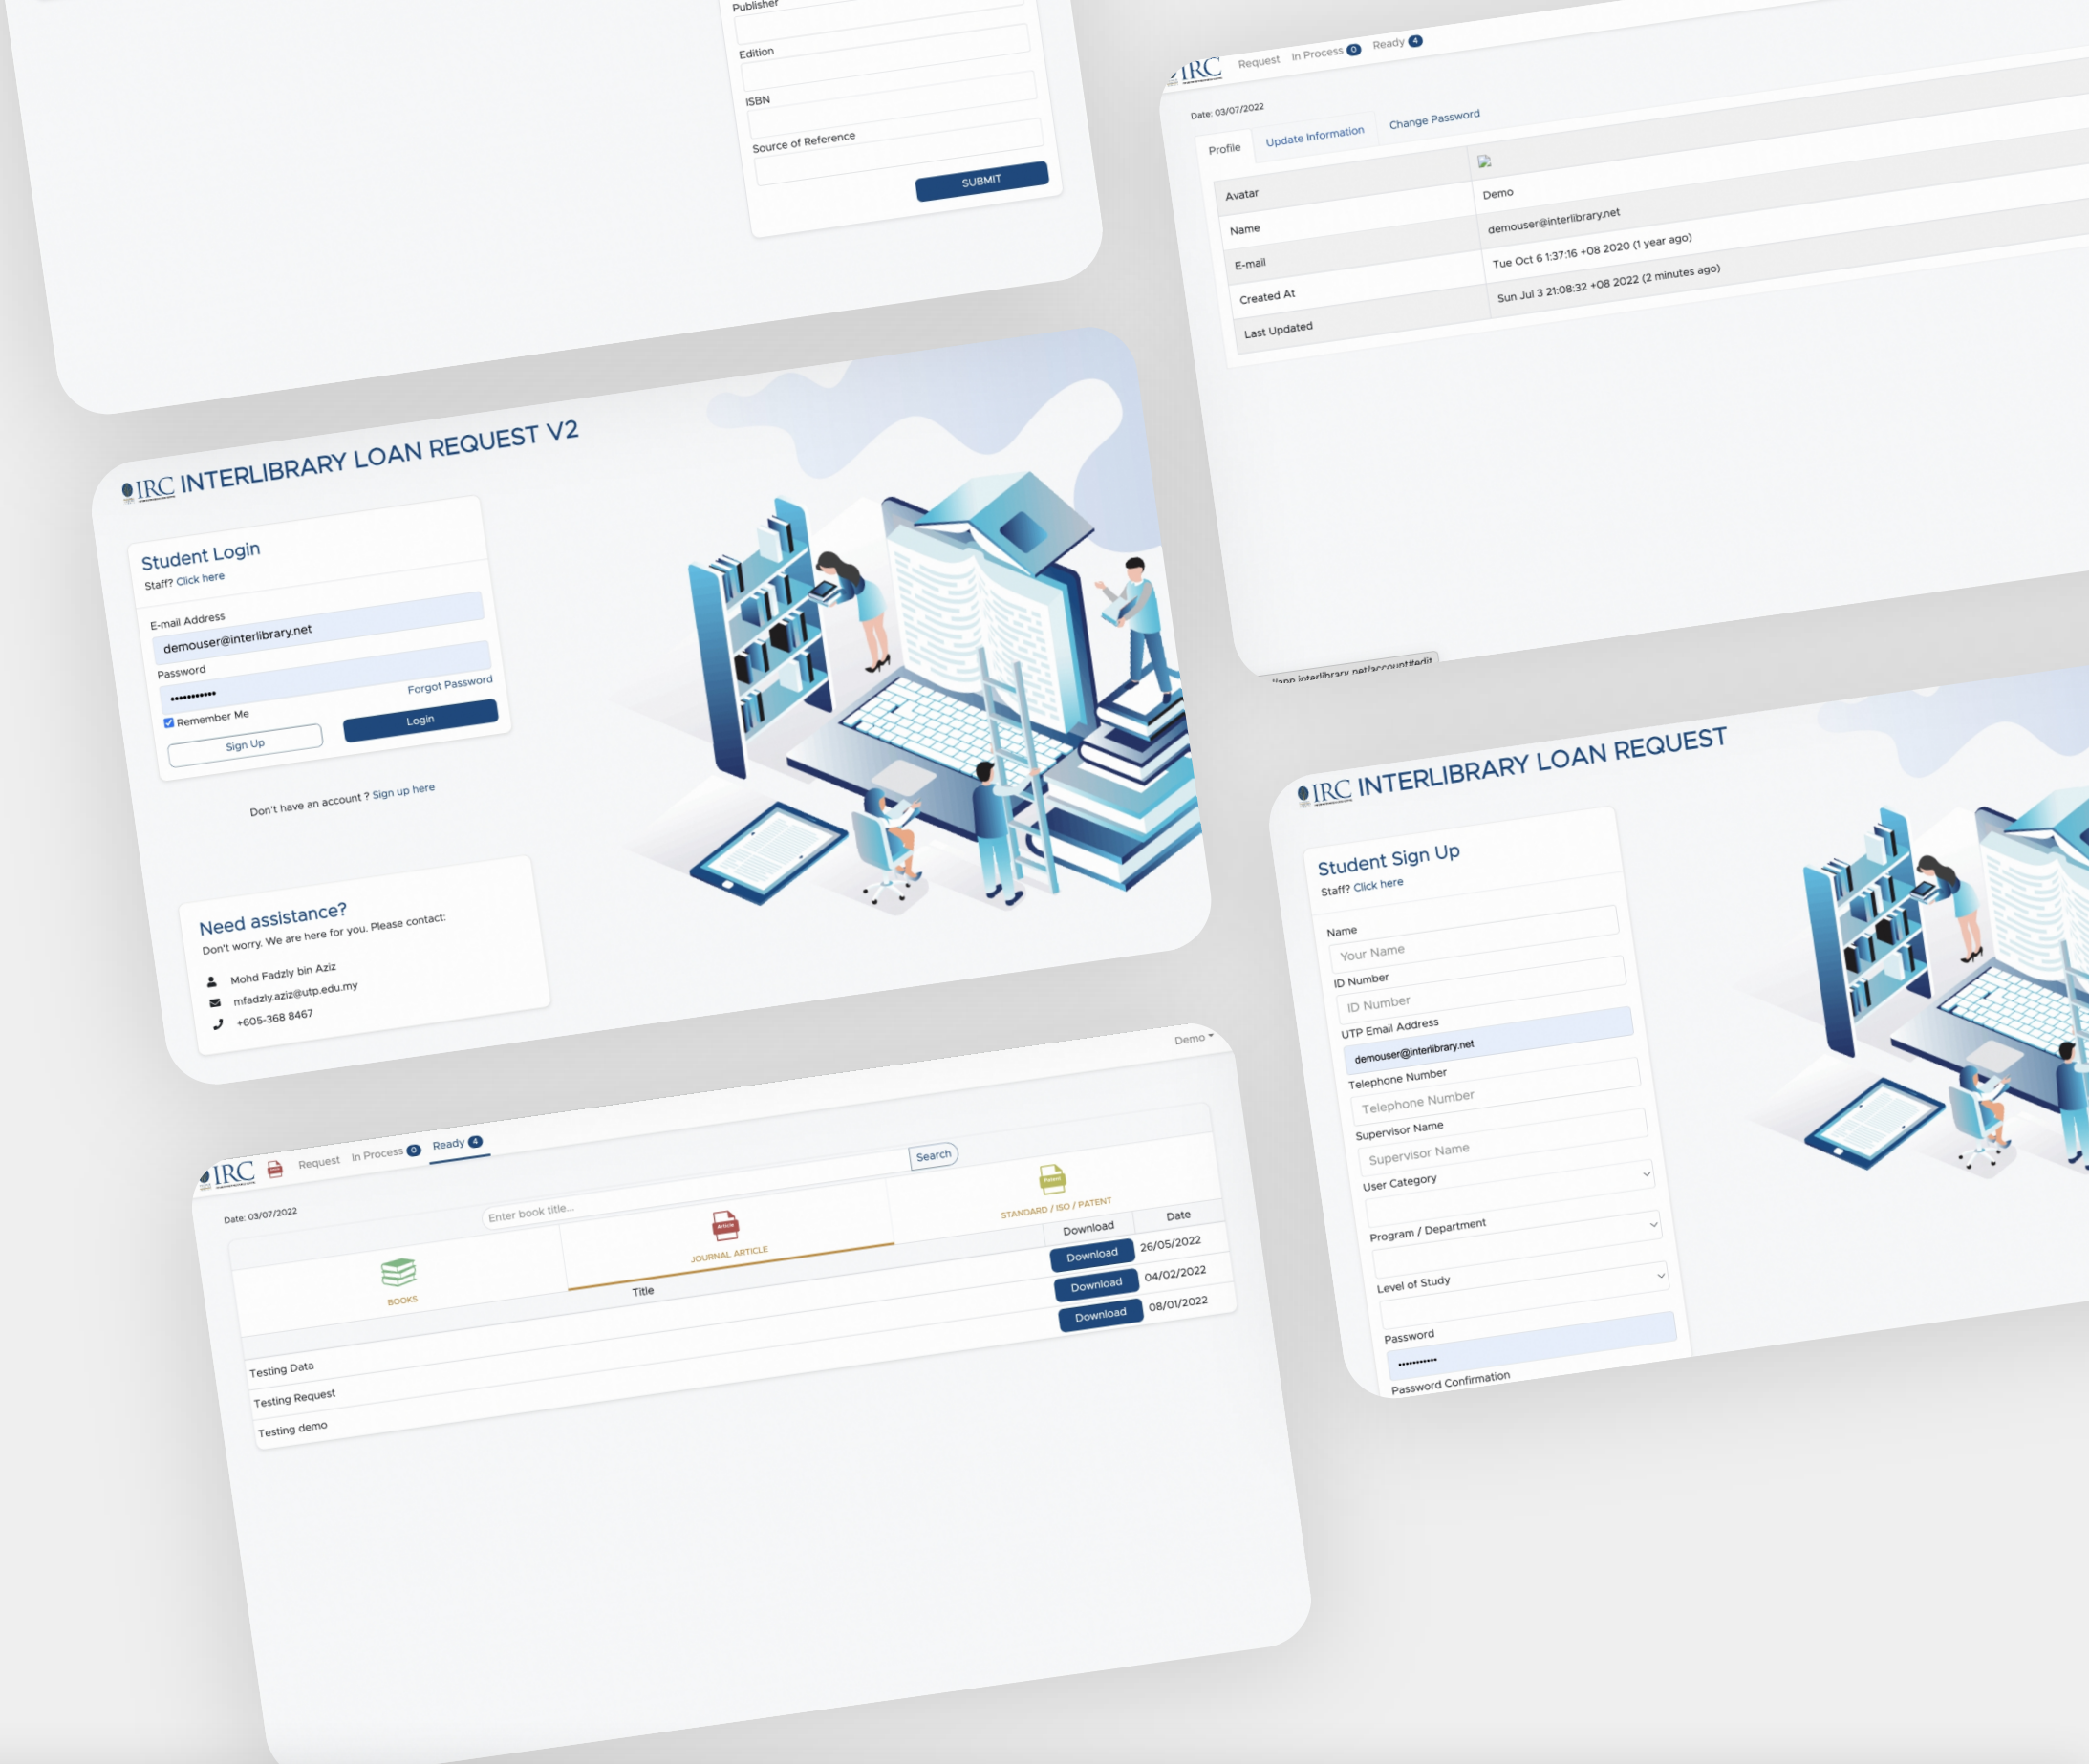 Publisher
Edition
ISBN
Source of Reference
SUBMIT
IRC Request In Process 0 Ready 4
Date: 03/07/2022
Profile Update Information Change Password
Avatar
Name Demo
E-mail demouser@interlibrary.net
Created At Tue Oct 6 1:37:16 +08 2020 (1 year ago)
Last Updated Sun Jul 3 21:08:32 +08 2022 (2 minutes ago)
//app.interlibrary.net/account#edit
IRC INTERLIBRARY LOAN REQUEST V2
Student Login
Staff? Click here
E-mail Address
demouser@interlibrary.net
Password
•••••••••••
Forgot Password
Remember Me
Sign Up Login
Don't have an account ? Sign up here
Need assistance?
Don't worry. We are here for you. Please contact:
Mohd Fadzly bin Aziz
mfadzly.aziz@utp.edu.my
+605-368 8467
IRC INTERLIBRARY LOAN REQUEST
Student Sign Up
Staff? Click here
Name
Your Name
ID Number
ID Number
UTP Email Address
demouser@interlibrary.net
Telephone Number
Telephone Number
Supervisor Name
Supervisor Name
User Category
Program / Department
Level of Study
Password
•••••••••••
Password Confirmation
IRC Request In Process 0 Ready 4 Demo
Date: 03/07/2022
Enter book title... Search
BOOKS
Article
JOURNAL ARTICLE
Patent
STANDARD / ISO / PATENT
Title Download Date
Testing Data Download 26/05/2022
Testing Request Download 04/02/2022
Testing demo Download 08/01/2022